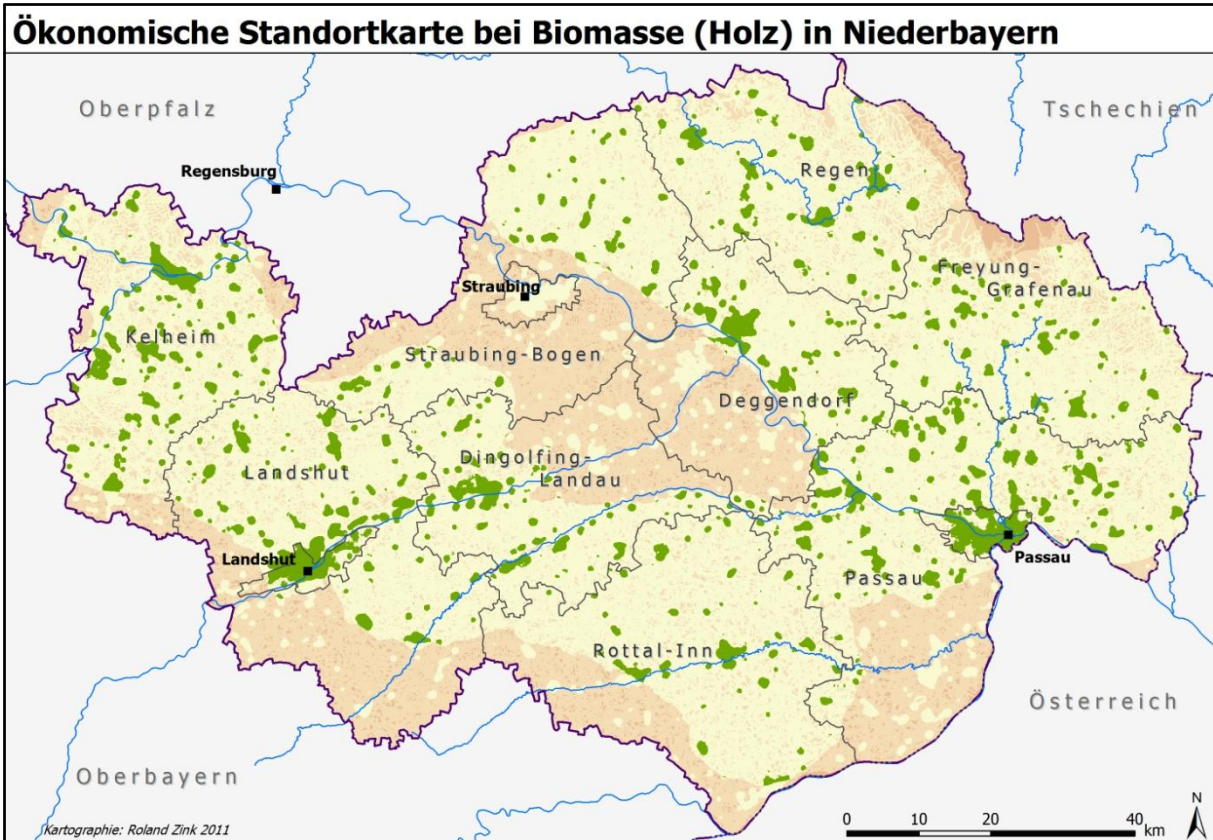 Ökonomische Standortkarte bei Biomasse (Holz) in Niederbayern
Oberpfalz
Tschechien
Regensburg
Regen
Freyung-
Grafenau
Straubing
Kelheim
Straubing-Bogen
Deggendorf
Dingolfing-
Landau
Landshut
Landshut
Passau
Passau
Rottal-Inn
Österreich
Oberbayern
Kartographie: Roland Zink 2011
0 10 20 40 km
N